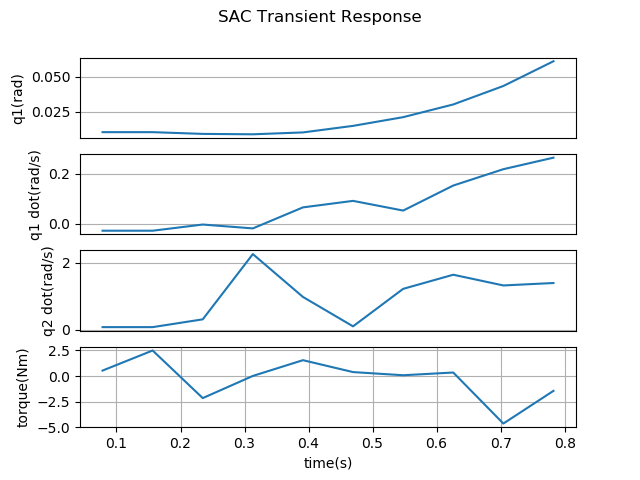 SAC Transient Response
q1(rad)
0.050
0.025
q1 dot(rad/s)
0.2
0.0
q2 dot(rad/s)
2
0
torque(Nm)
2.5
0.0
−2.5
−5.0
0.1 0.2 0.3 0.4 0.5 0.6 0.7 0.8
time(s)